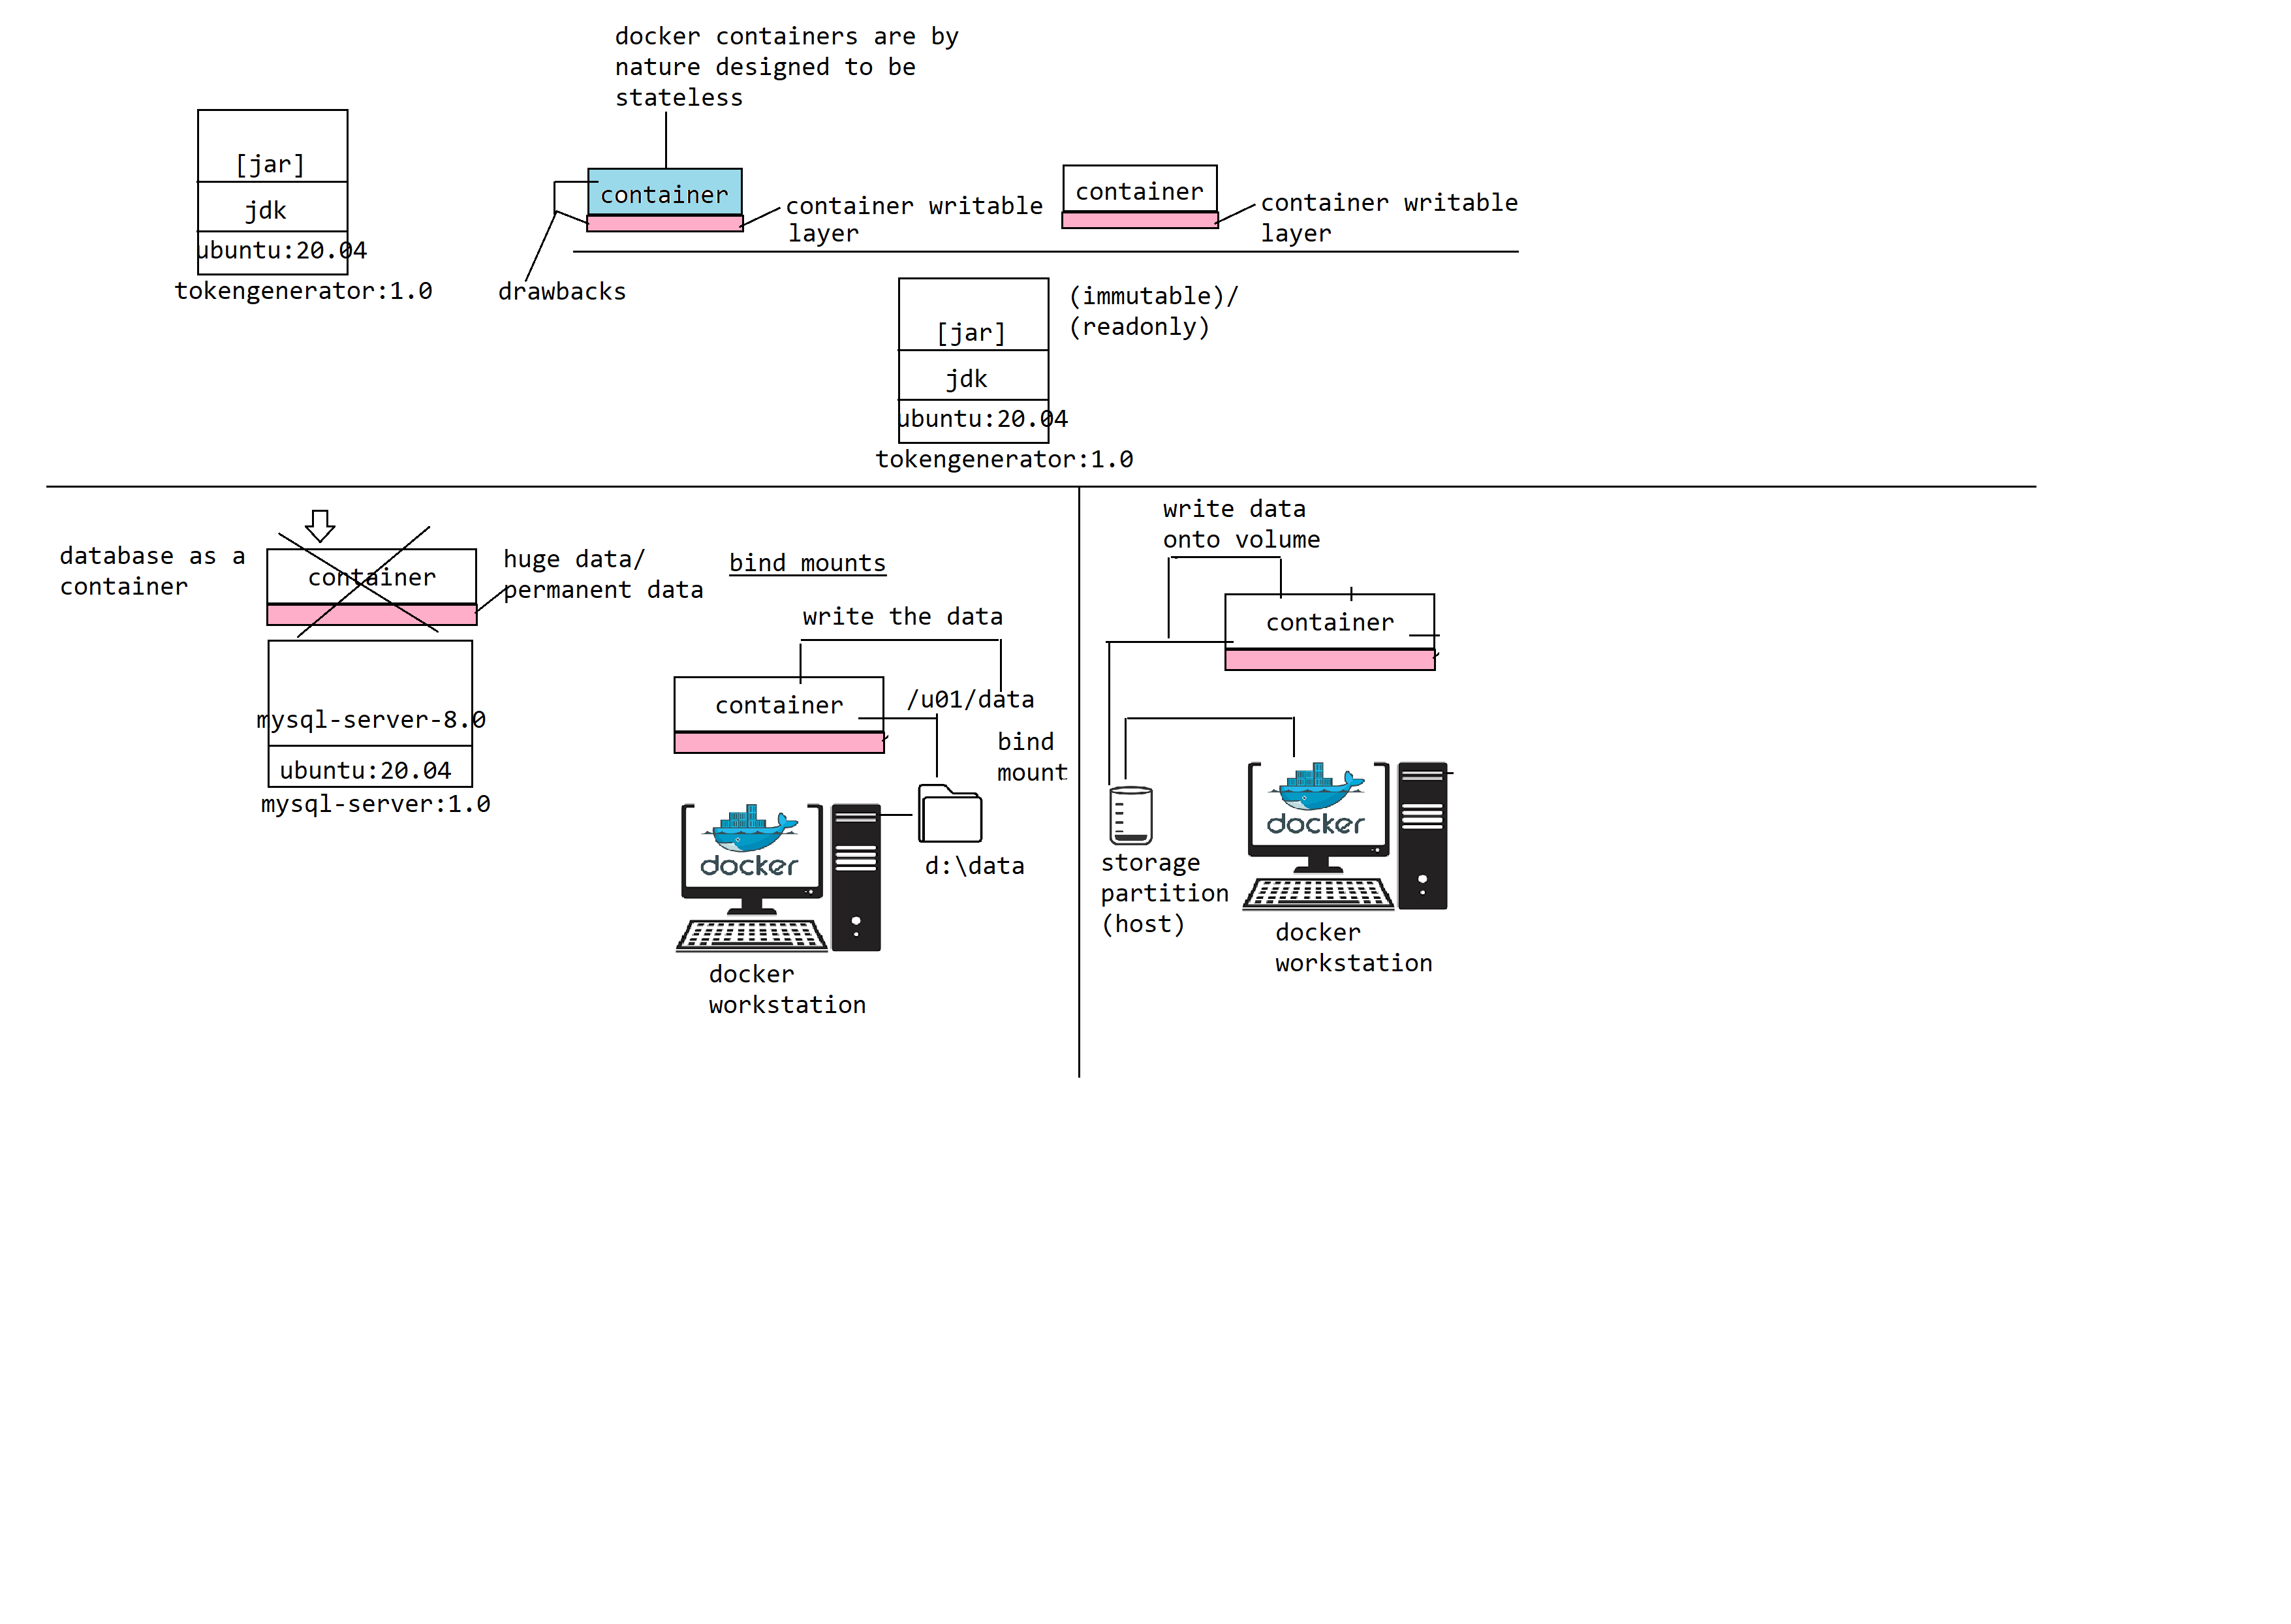 docker containers are by
nature designed to be
stateless
[jar]
jdk
ubuntu:20.04
tokengenerator:1.0
container
container writable
layer
drawbacks
container
container writable
layer
[jar]
jdk
ubuntu:20.04
tokengenerator:1.0
(immutable)/
(readonly)
database as a
container
container
huge data/
permanent data
mysql-server-8.0
ubuntu:20.04
mysql-server:1.0
bind mounts
write the data
container
/u01/data
bind
mount
docker
d:\data
docker
workstation
write data
onto volume
container
docker
storage
partition
(host)
docker
workstation